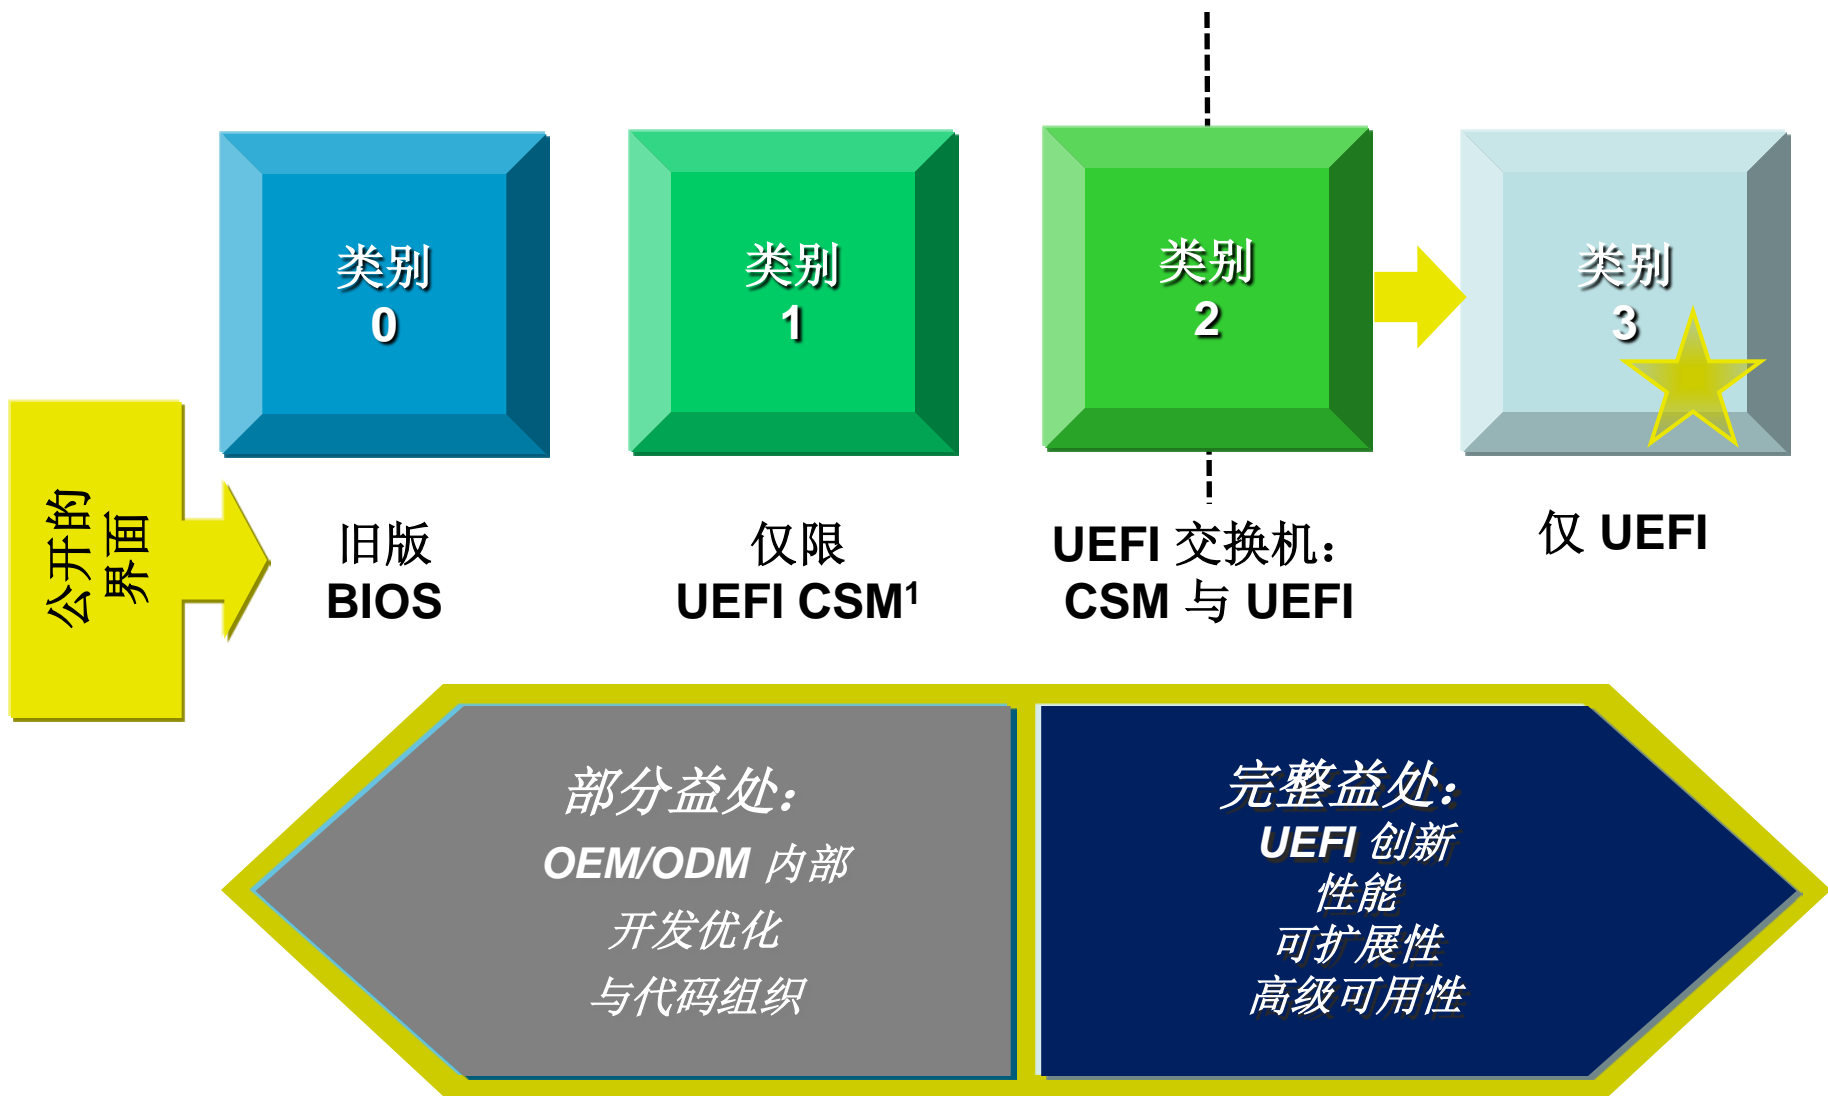 类别
0
类别
1
类别
2
类别
3
公开的
界面
旧版
BIOS
仅限
UEFI CSM¹
UEFI 交换机：
CSM 与 UEFI
仅 UEFI
部分益处：
OEM/ODM 内部
开发优化
与代码组织
完整益处：
UEFI 创新
性能
可扩展性
高级可用性